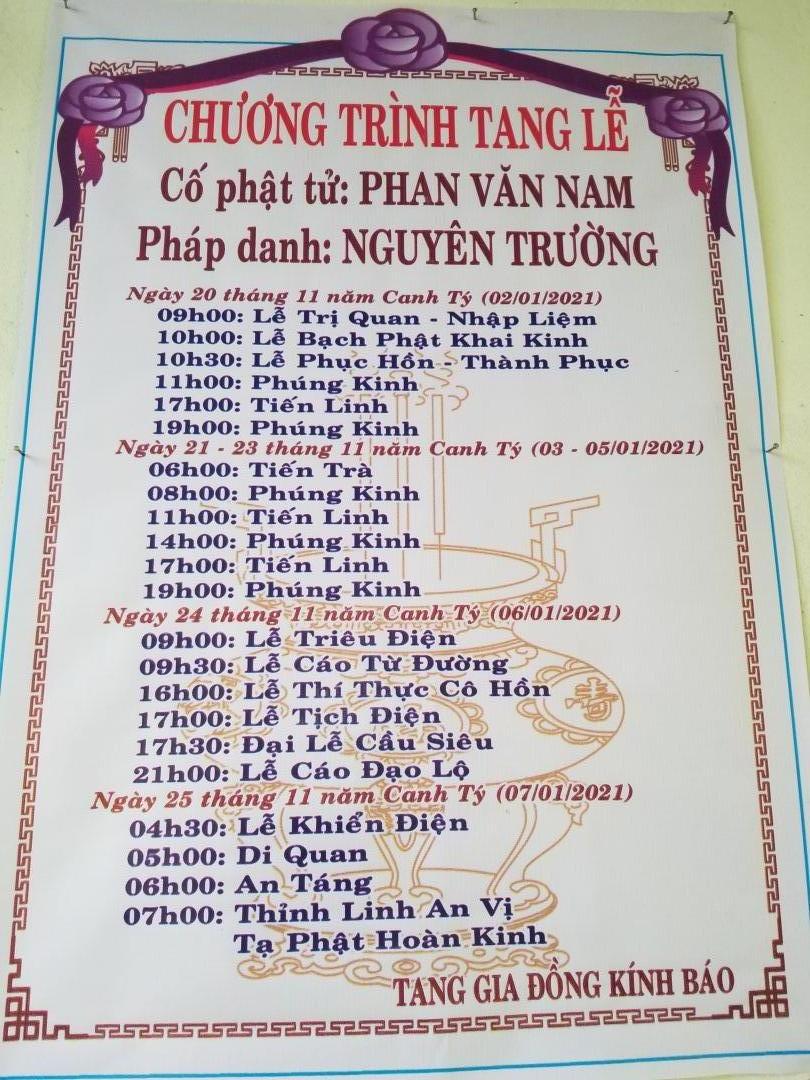 CHƯƠNG TRÌNH TANG LỄ
Cố phật tử: PHAN VĂN NAM
Pháp danh: NGUYÊN TRƯỜNG
Ngày 20 tháng 11 năm Canh Tý (02/01/2021)
09h00: Lễ Trị Quan - Nhập Liệm
10h00: Lễ Bạch Phật Khai Kinh
10h30: Lễ Phục Hồn - Thành Phục
11h00: Phúng Kinh
17h00: Tiến Linh
19h00: Phúng Kinh
Ngày 21 - 23 tháng 11 năm Canh Tý (03 - 05/01/2021)
06h00: Tiến Trà
08h00: Phúng Kinh
11h00: Tiến Linh
14h00: Phúng Kinh
17h00: Tiến Linh
19h00: Phúng Kinh
Ngày 24 tháng 11 năm Canh Tý (06/01/2021)
09h00: Lễ Triêu Điện
09h30: Lễ Cáo Từ Đường
16h00: Lễ Thí Thực Cô Hồn
17h00: Lễ Tịch Điện
17h30: Đại Lễ Cầu Siêu
21h00: Lễ Cáo Đạo Lộ
Ngày 25 tháng 11 năm Canh Tý (07/01/2021)
04h30: Lễ Khiển Điện
05h00: Di Quan
06h00: An Táng
07h00: Thỉnh Linh An Vị
Tạ Phật Hoàn Kinh
TANG GIA ĐỒNG KÍNH BÁO